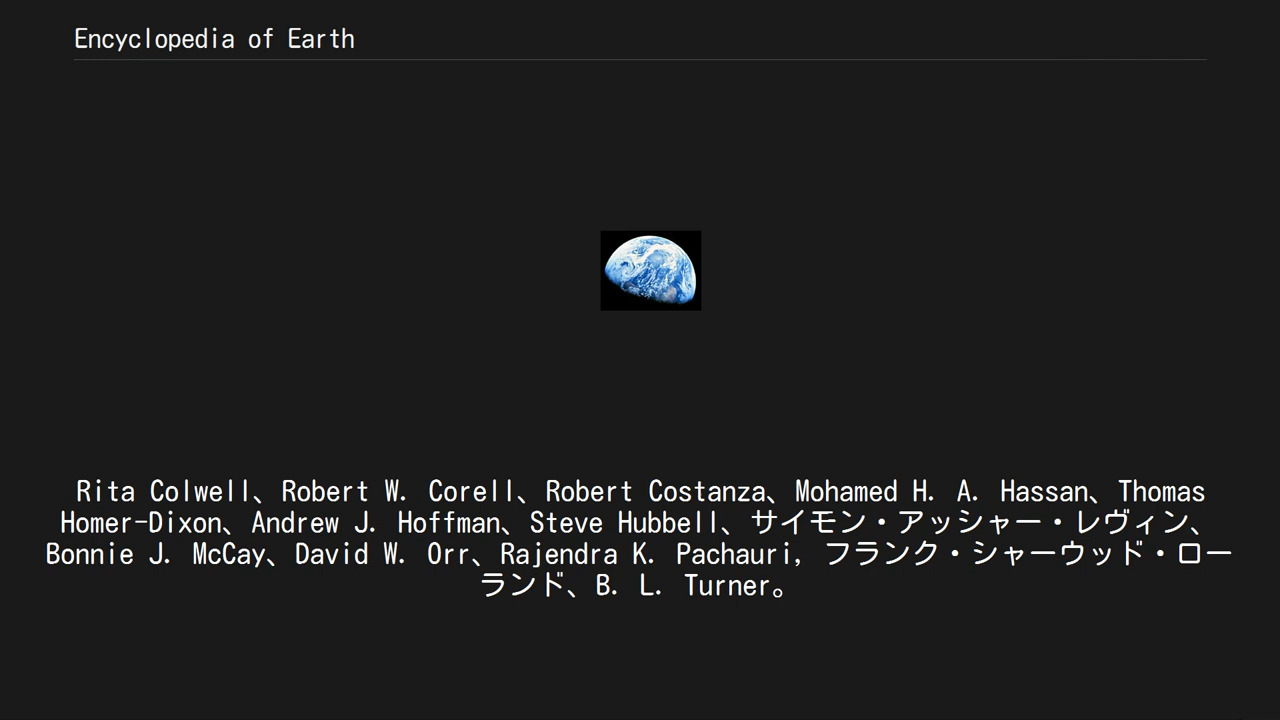 Encyclopedia of Earth
Rita Colwell、Robert W. Corell、Robert Costanza、Mohamed H. A. Hassan、Thomas
Homer-Dixon、Andrew J. Hoffman、Steve Hubbell、サイモン・アッシャー・レヴィン、
Bonnie J. McCay、David W. Orr、Rajendra K. Pachauri, フランク・シャーウッド・ロー
ランド、B. L. Turner。